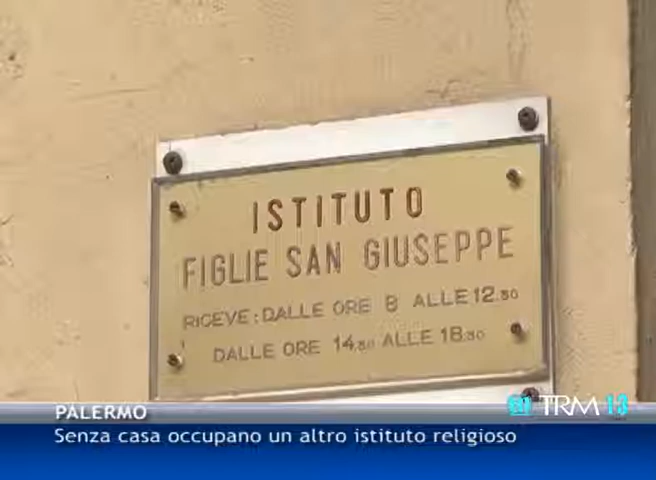 ISTITUTO
FIGLIE SAN GIUSEPPE
RICEVE: DALLE ORE 8 ALLE 12.30
DALLE ORE 14.30 ALLE 18.30
PALERMO
@ TRM 13
Senza casa occupano un altro istituto religioso